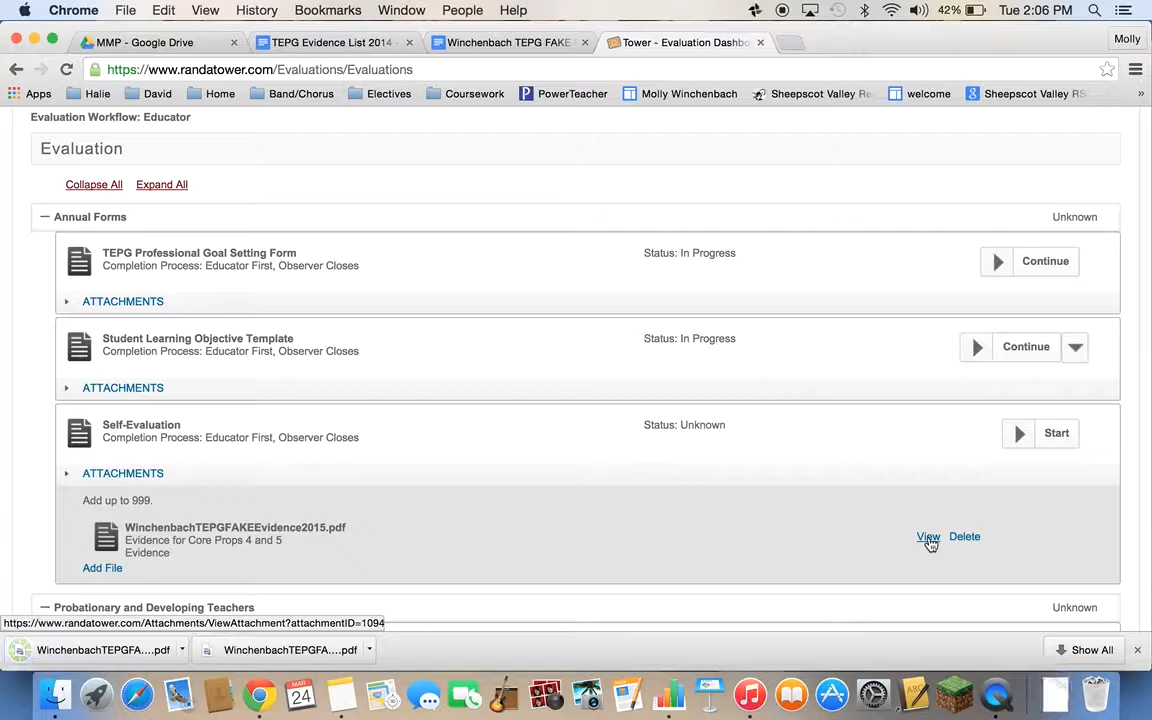 Chrome File Edit View History Bookmarks Window People Help 42% Tue 2:06 PM
MMP - Google Drive × TEPG Evidence List 2014 - × Winchenbach TEPG FAKE × Tower - Evaluation Dashbo × Molly
https://www.randatower.com/Evaluations/Evaluations
Apps Halie David Home Band/Chorus Electives Coursework PowerTeacher Molly Winchenbach Sheepscot Valley Re welcome Sheepscot Valley RS »
Evaluation Workflow: Educator
Evaluation
Collapse All Expand All
Annual Forms Unknown
TEPG Professional Goal Setting Form Status: In Progress Continue
Completion Process: Educator First, Observer Closes
ATTACHMENTS
Student Learning Objective Template Status: In Progress Continue
Completion Process: Educator First, Observer Closes
ATTACHMENTS
Self-Evaluation Status: Unknown Start
Completion Process: Educator First, Observer Closes
ATTACHMENTS
Add up to 999.
WinchenbachTEPGFAKEEvidence2015.pdf
Evidence for Core Props 4 and 5 View Delete
Evidence
Add File
Probationary and Developing Teachers Unknown
https://www.randatower.com/Attachments/ViewAttachment?attachmentID=1094
WinchenbachTEPGFA....pdf WinchenbachTEPGFA....pdf Show All ×
MAR
24